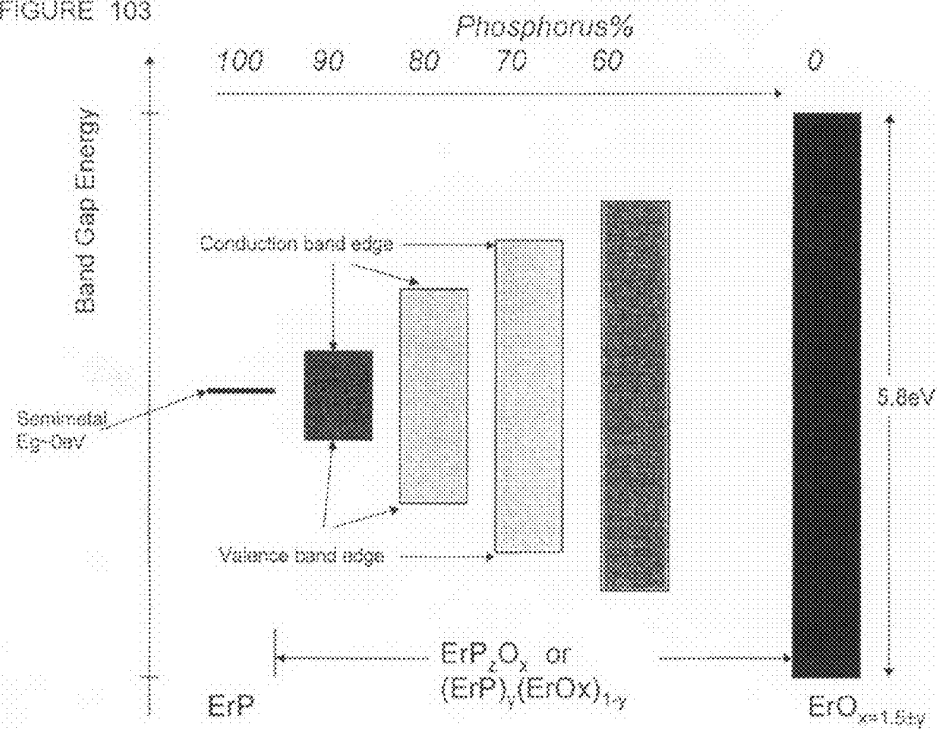 FIGURE 103
Phosphorus%
100 90 80 70 60 0
Band Gap Energy
Conduction band edge
Semimetal
Eg~0eV
5.8eV
Valance band edge
ErP
ErPzOx or
(ErP)y(ErOx)1-y
ErOx=1.5±y